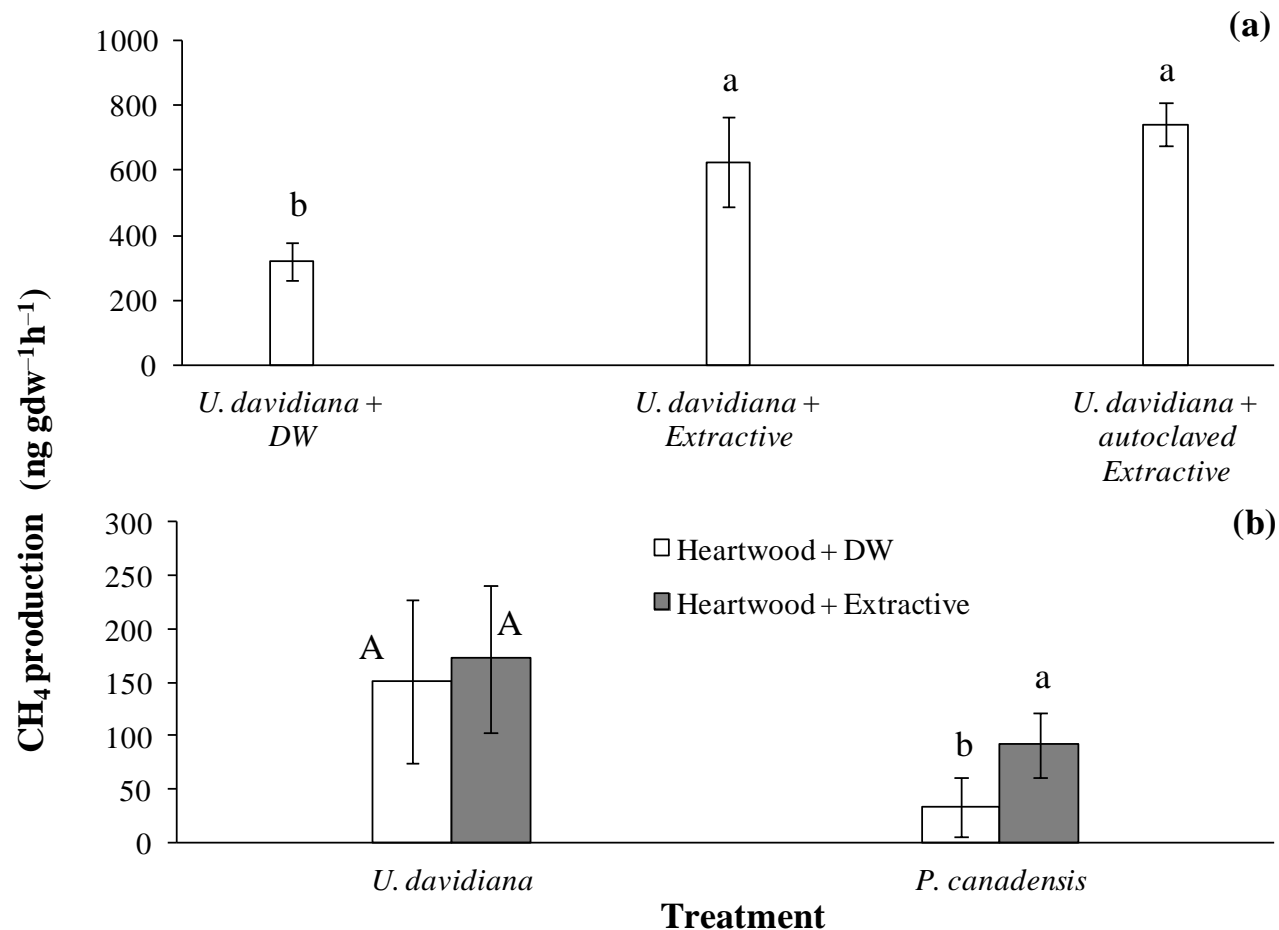 (a)
1000
800
600
400
200
0
b
a
a
U. davidiana +
DW
U. davidiana +
Extractive
U. davidiana +
autoclaved
Extractive
CH₄ production (ng gdw⁻¹h⁻¹)
(b)
300
250
200
150
100
50
0
Heartwood + DW
Heartwood + Extractive
A
A
b
a
U. davidiana
P. canadensis
Treatment